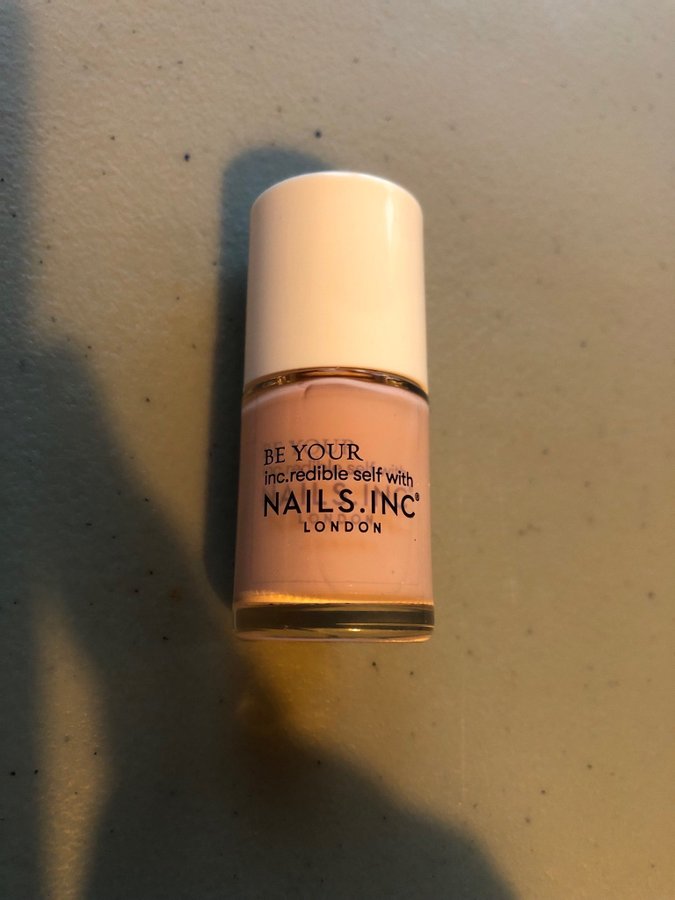 BE YOUR
inc.redible self with
NAILS.INC®
LONDON